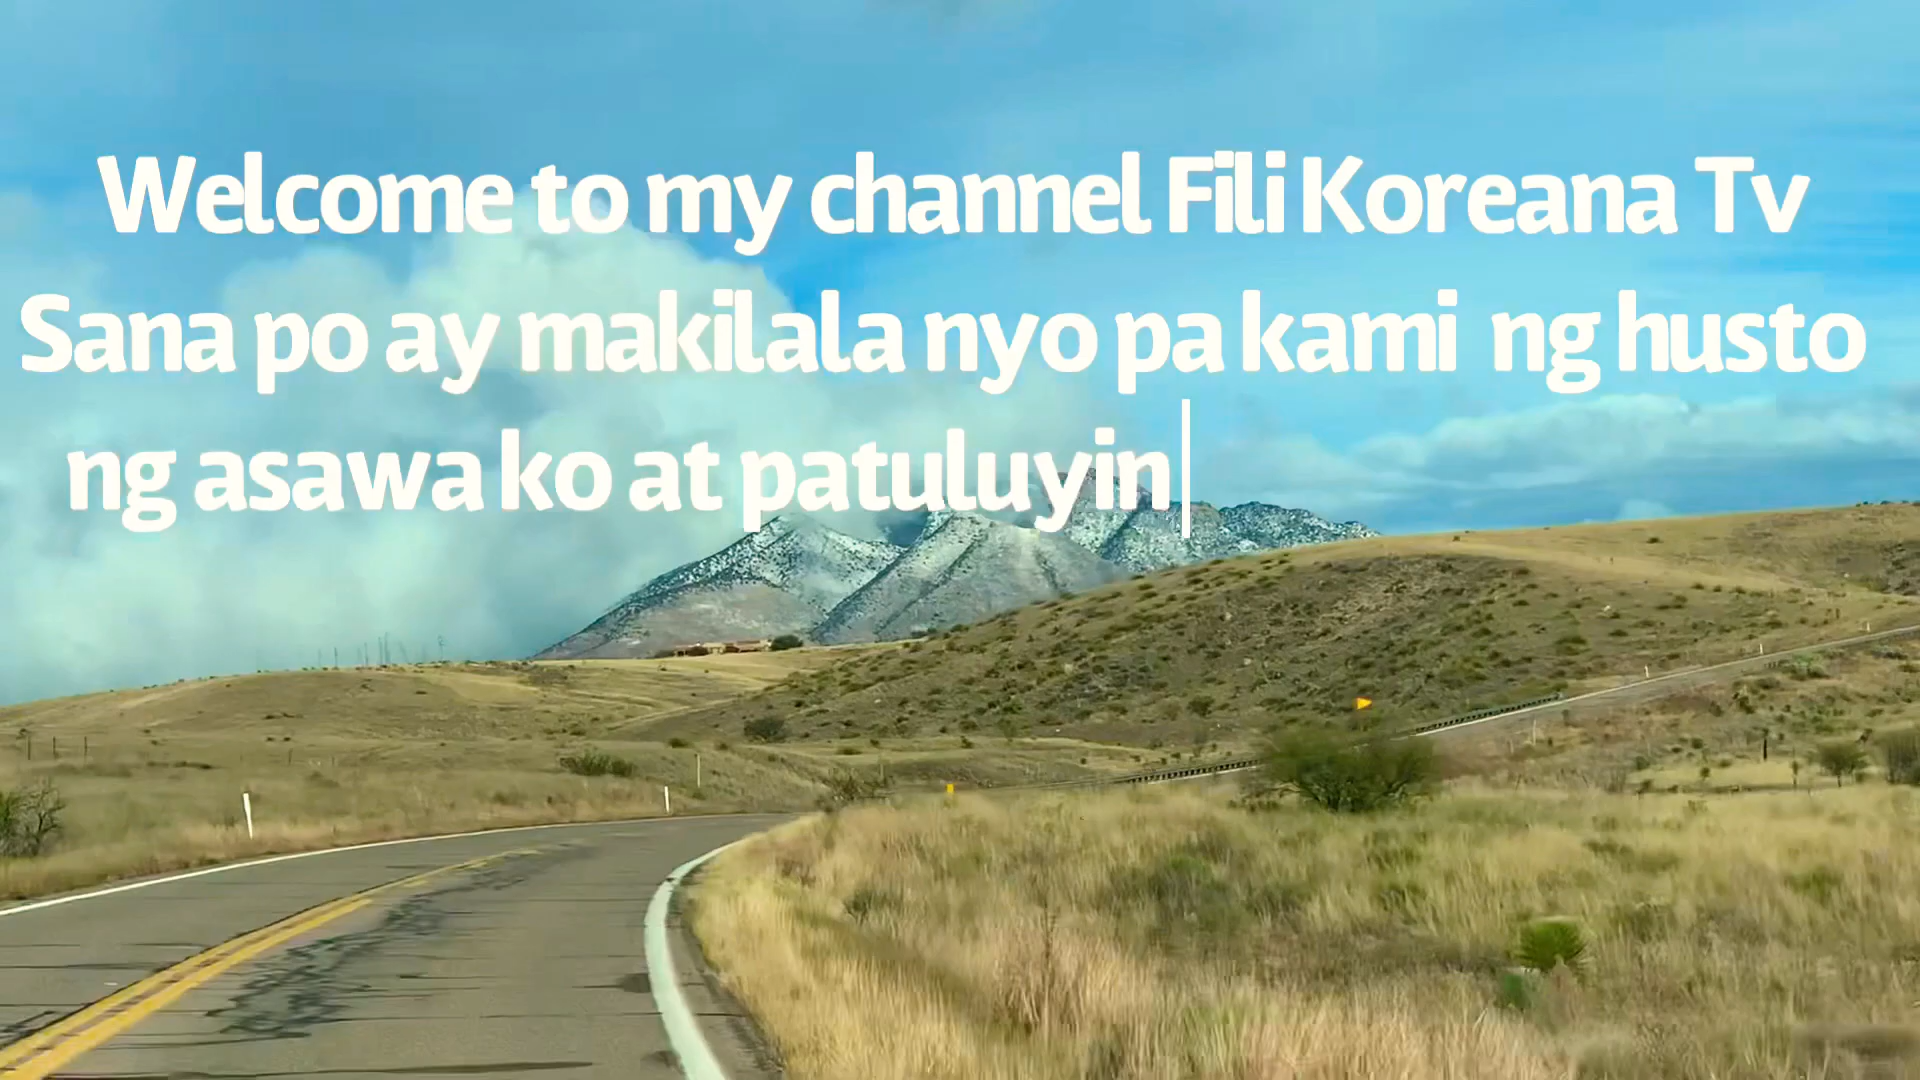 Welcome to my channel Fili Koreana Tv
Sana po ay makilala nyo pa kami ng husto
ng asawa ko at patuluyin